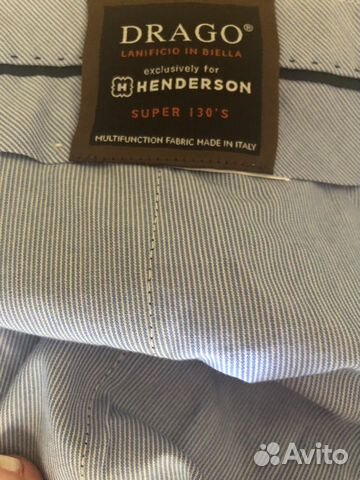 DRAGO®
LANIFICIO IN BIELLA
exclusively for
H HENDERSON
SUPER 130'S
MULTIFUNCTION FABRIC MADE IN ITALY
Avito